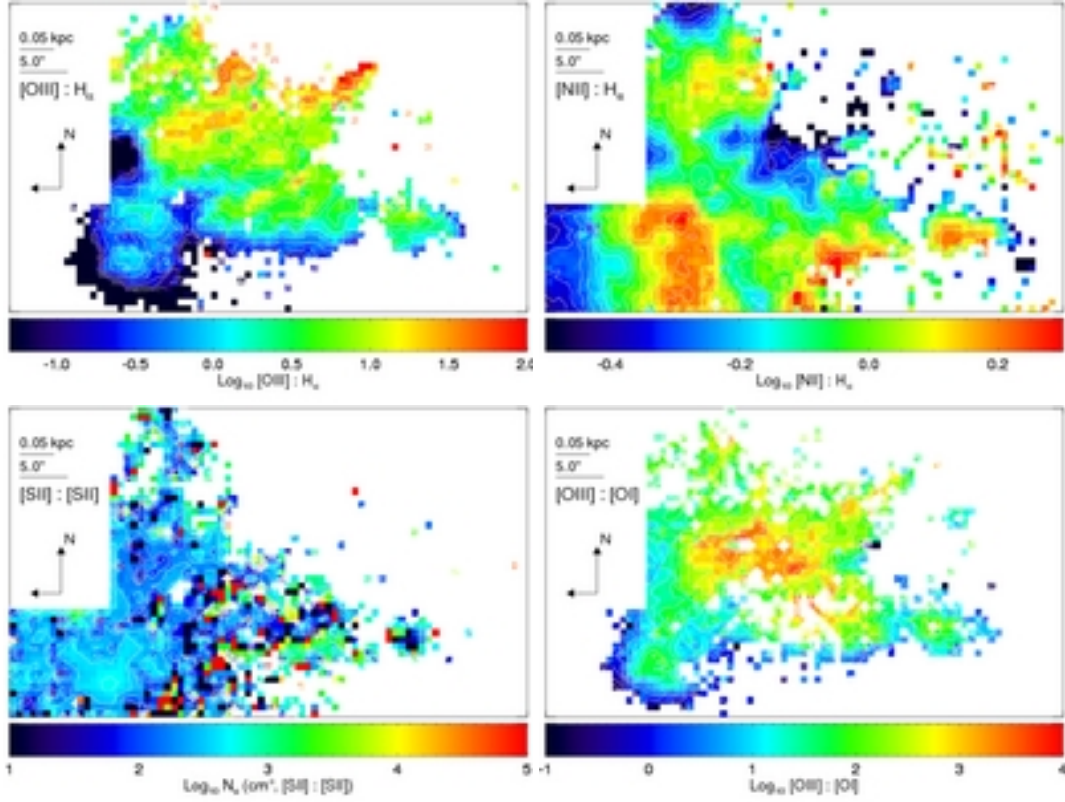 0.05 kpc
5.0"
[OIII] : Hα
N
-1.0 -0.5 0.0 0.5 1.0 1.5 2.0
Log₁₀ [OIII] : Hα
0.05 kpc
5.0"
[NII] : Hα
N
-0.4 -0.2 0.0 0.2
Log₁₀ [NII] : Hα
0.05 kpc
5.0"
[SII] : [SII]
N
1 2 3 4 5
Log₁₀ Nₑ (cm⁻³, [SII] : [SII])
0.05 kpc
5.0"
[OIII] : [OI]
N
-1 0 1 2 3 4
Log₁₀ [OIII] : [OI]